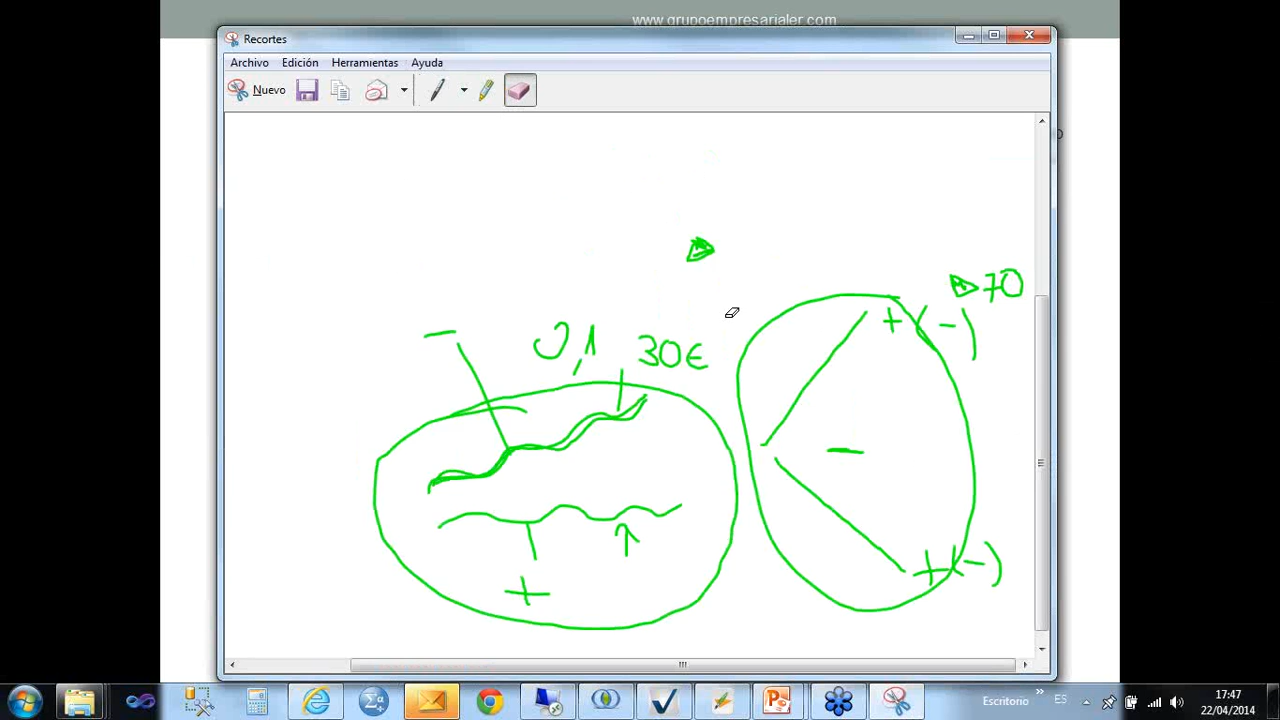 www.grupoempresarialer.com
Recortes
Archivo Edición Herramientas Ayuda
Nuevo
70
+ (-)
-
0,1 30€
-
+
+(-)
Escritorio ES
17:47
22/04/2014